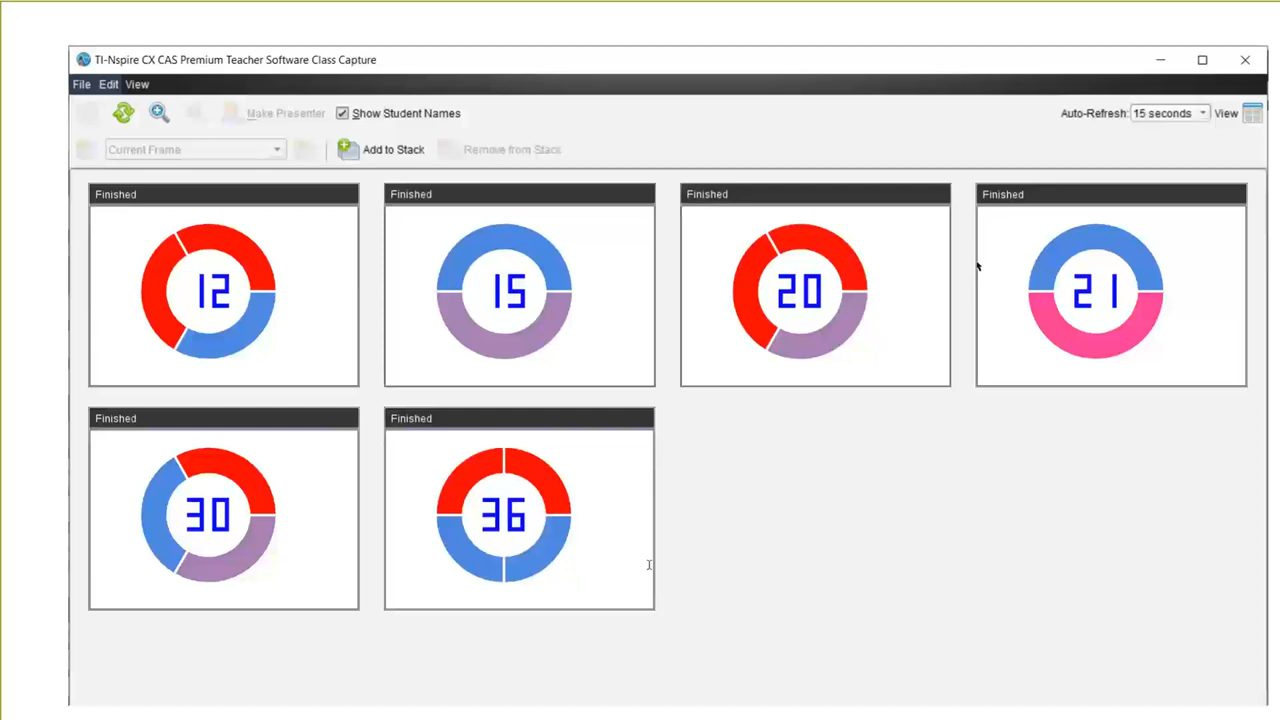 TI-Nspire CX CAS Premium Teacher Software Class Capture
File Edit View
Make Presenter Show Student Names Auto-Refresh: 15 seconds View
Current Frame Add to Stack Remove from Stack
Finished Finished Finished Finished
12 15 20 21
Finished Finished
30 36